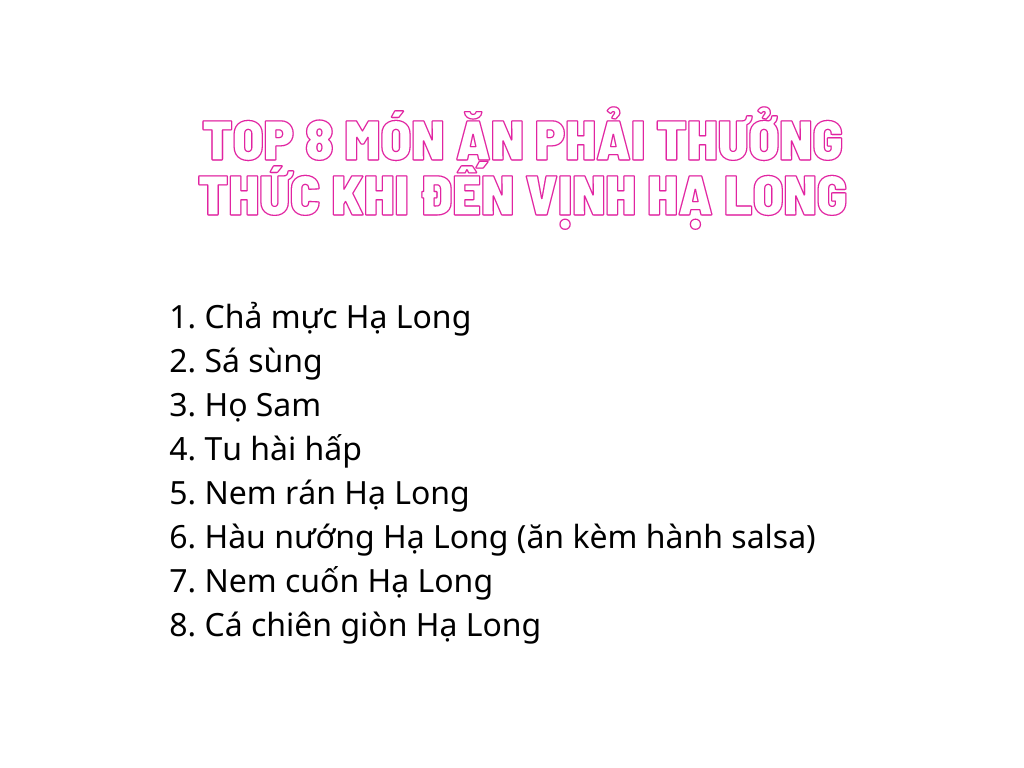 TOP 8 MÓN ĂN PHẢI THƯỞNG
THỨC KHI ĐẾN VỊNH HẠ LONG
1. Chả mực Hạ Long
2. Sá sùng
3. Họ Sam
4. Tu hài hấp
5. Nem rán Hạ Long
6. Hàu nướng Hạ Long (ăn kèm hành salsa)
7. Nem cuốn Hạ Long
8. Cá chiên giòn Hạ Long